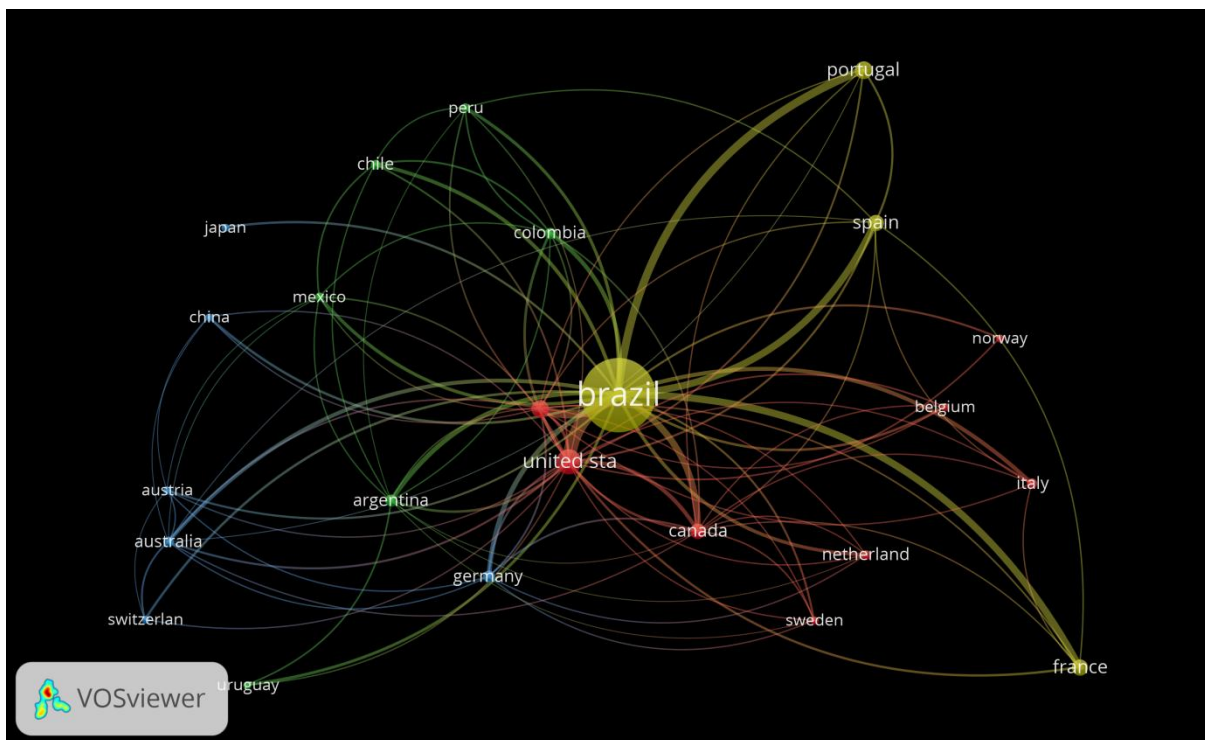 portugal
peru
chile
spain
japan
colombia
mexico
china
norway
brazil
belgium
united sta
italy
austria
argentina
canada
australia
netherland
germany
switzerlan
sweden
france
uruguay
VOSviewer